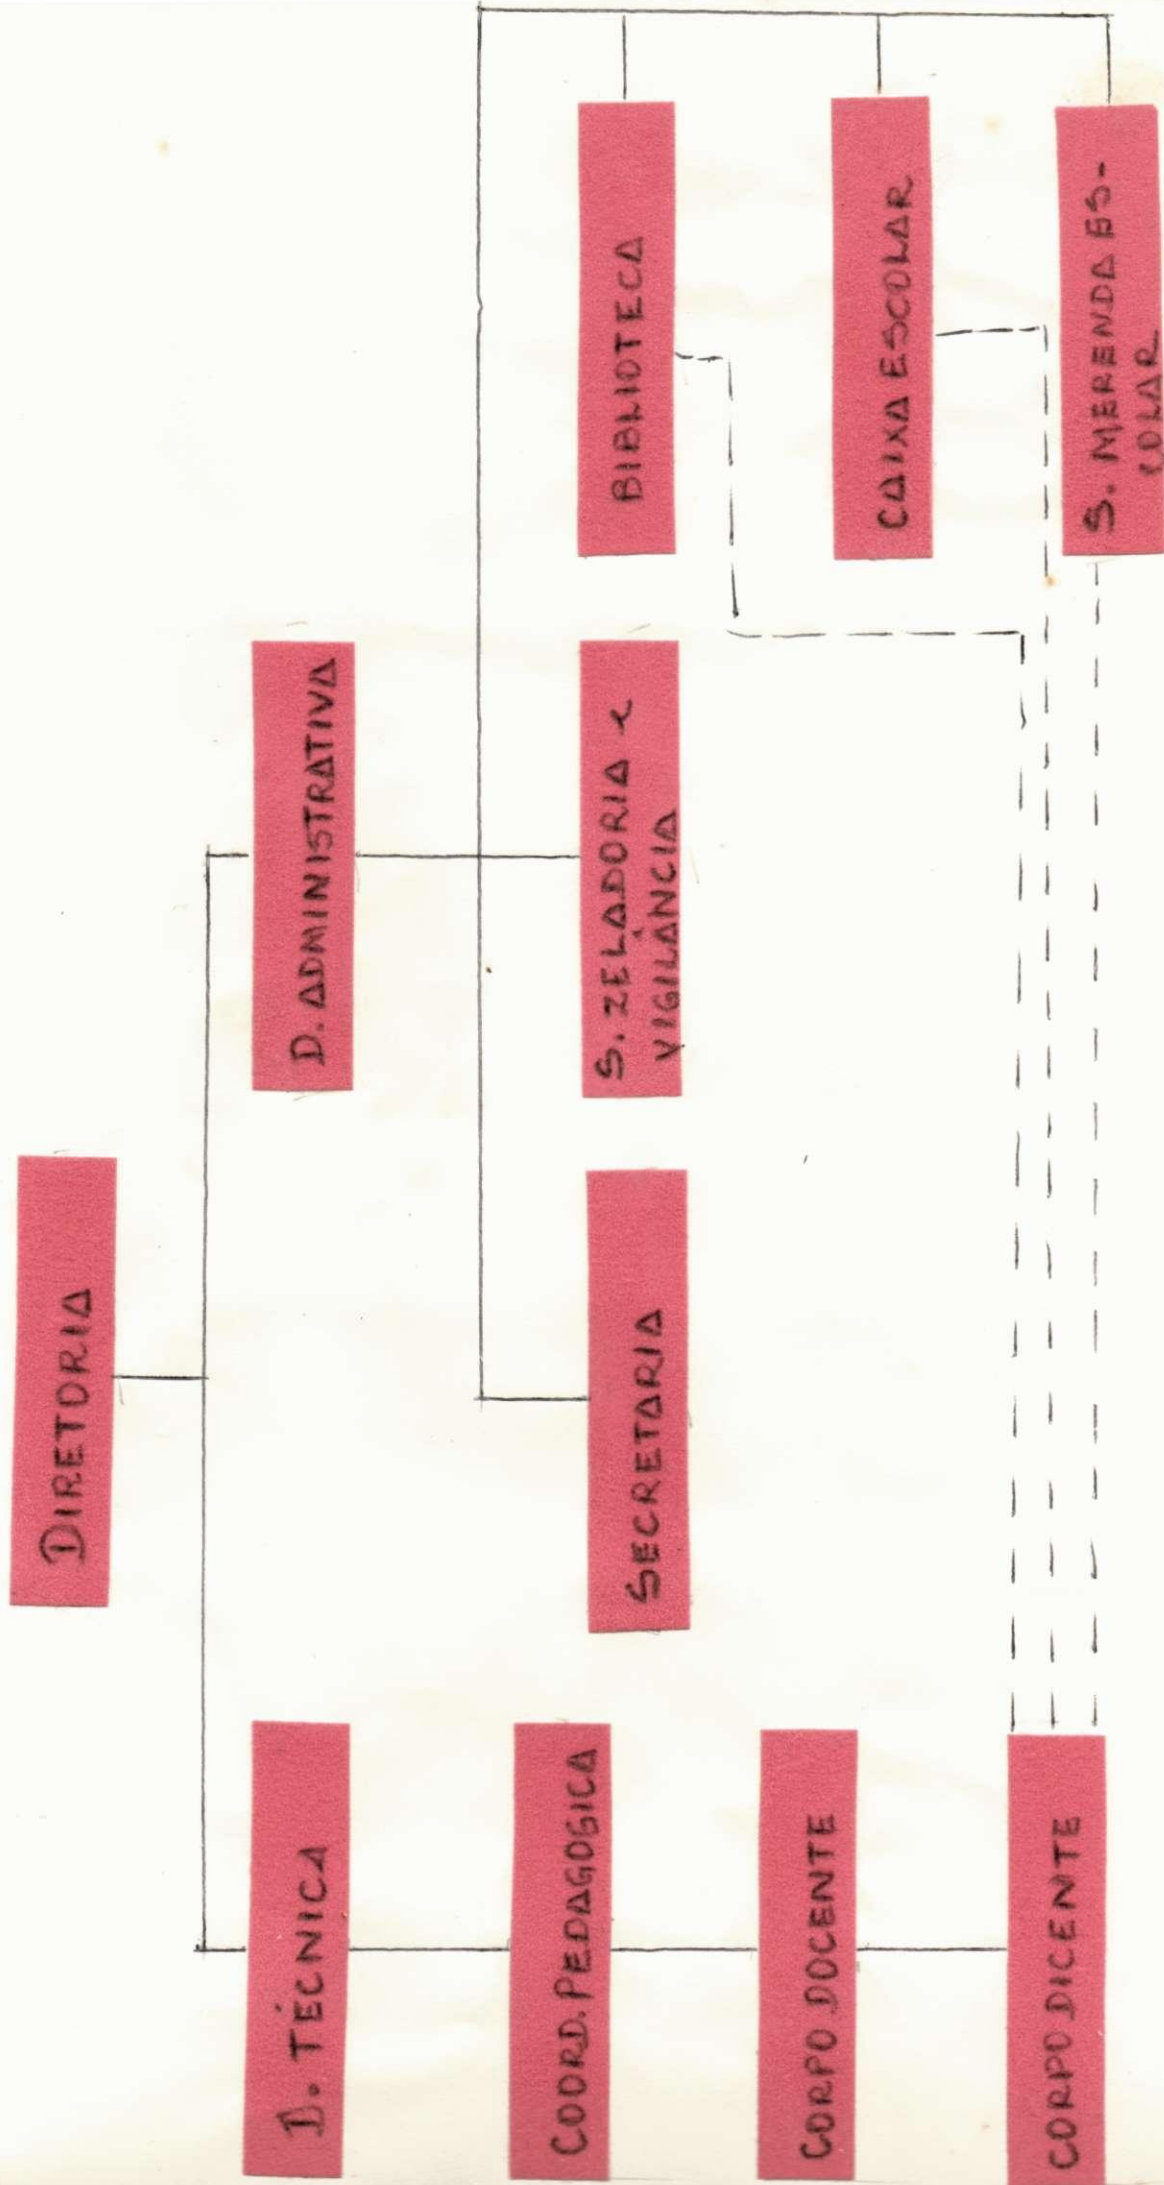 DIRETORIA
D. TÉCNICA
D. ADMINISTRATIVA
COORD. PEDAGOGICA
SECRETARIA
S. ZELADORIA e
VIGILÂNCIA
BIBLIOTECA
CORPO DOCENTE
CAIXA ESCOLAR
CORPO DICENTE
S. MERENDA ES-
COLAR